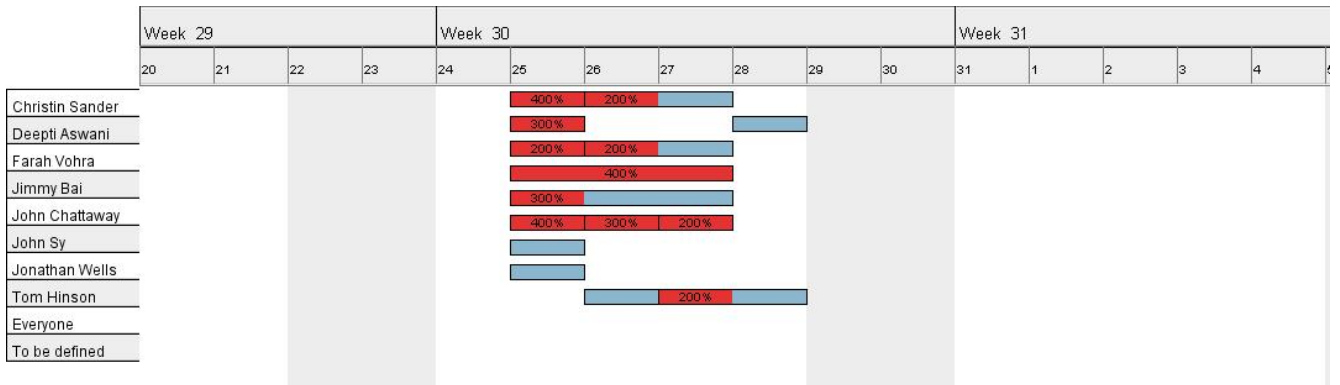 Week 29 Week 30 Week 31
20 21 22 23 24 25 26 27 28 29 30 31 1 2 3 4
Christin Sander 400% 200%
Deepti Aswani 300%
Farah Vohra 200% 200%
Jimmy Bai 400%
John Chattaway 300%
John Sy 400% 300% 200%
Jonathan Wells
Tom Hinson
Everyone 200%
To be defined